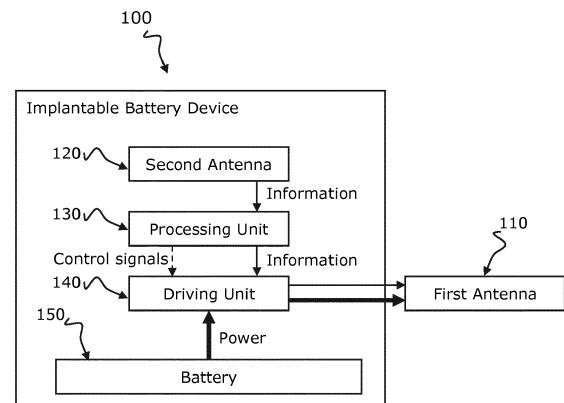 100
Implantable Battery Device
120
Second Antenna
Information
130
Processing Unit
110
Control signals
Information
140
Driving Unit
First Antenna
150
Power
Battery